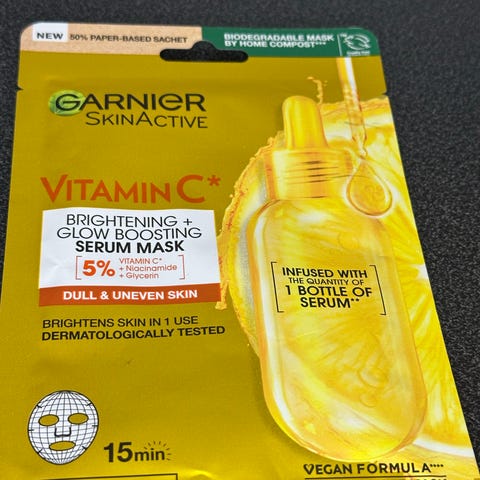 NEW
50% PAPER-BASED SACHET
BIODEGRADABLE MASK
BY HOME COMPOST***
GARNIER
SKINACTIVE
VITAMIN C*
BRIGHTENING +
GLOW BOOSTING
SERUM MASK
5%
VITAMIN C*
+ Niacinamide
+ Glycerin
DULL & UNEVEN SKIN
BRIGHTENS SKIN IN 1 USE
DERMATOLOGICALLY TESTED
INFUSED WITH
THE QUANTITY OF
1 BOTTLE OF
SERUM**
15min
VEGAN FORMULA****